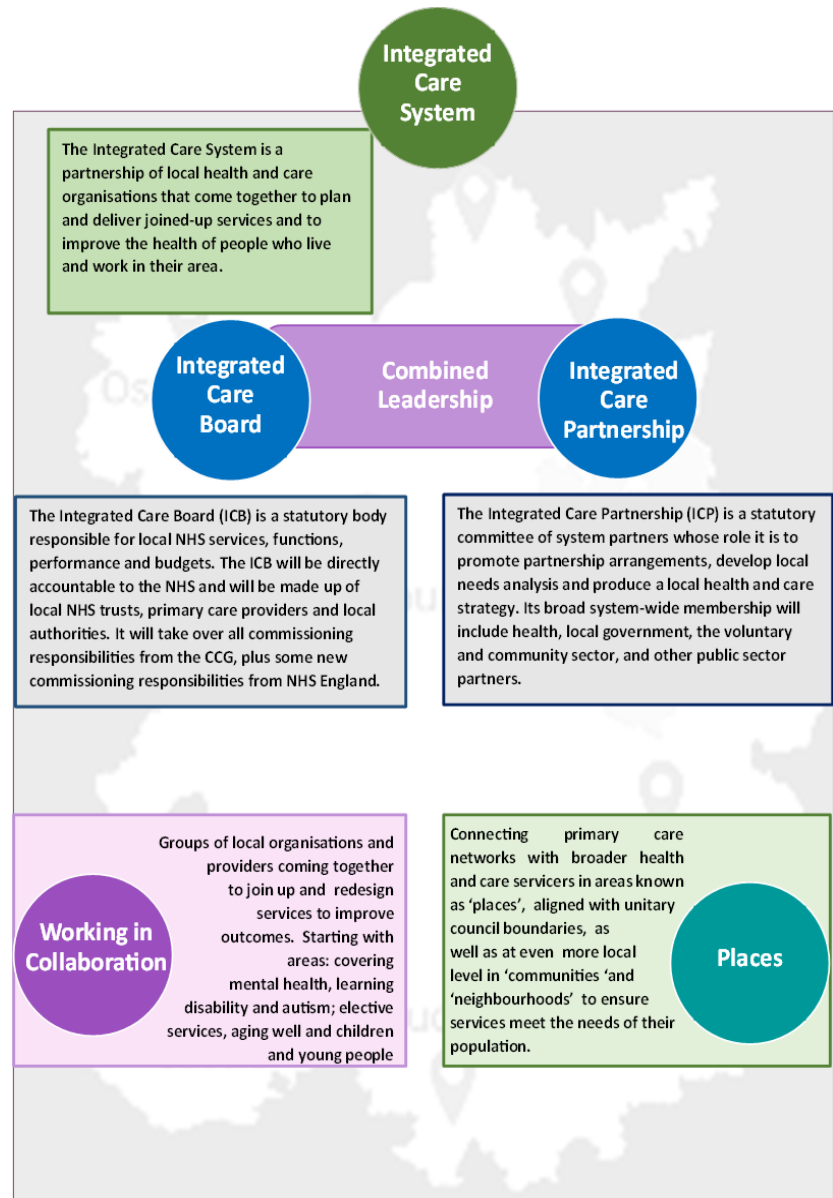 Integrated
Care
System
The Integrated Care System is a
partnership of local health and care
organisations that come together to plan
and deliver joined-up services and to
improve the health of people who live
and work in their area.
Integrated
Care
Board
Combined
Leadership
Integrated
Care
Partnership
The Integrated Care Board (ICB) is a statutory body
responsible for local NHS services, functions,
performance and budgets. The ICB will be directly
accountable to the NHS and will be made up of
local NHS trusts, primary care providers and local
authorities. It will take over all commissioning
responsibilities from the CCG, plus some new
commissioning responsibilities from NHS England.
The Integrated Care Partnership (ICP) is a statutory
committee of system partners whose role it is to
promote partnership arrangements, develop local
needs analysis and produce a local health and care
strategy. Its broad system-wide membership will
include health, local government, the voluntary
and community sector, and other public sector
partners.
Working in
Collaboration
Groups of local organisations and
providers coming together
to join up and redesign
services to improve
outcomes. Starting with
areas: covering
mental health, learning
disability and autism; elective
services, aging well and children
and young people
Connecting primary care
networks with broader health
and care servicers in areas known
as ‘places’, aligned with unitary
council boundaries, as
well as at even more local
level in ‘communities ‘and
‘neighbourhoods’ to ensure
services meet the needs of their
population.
Places